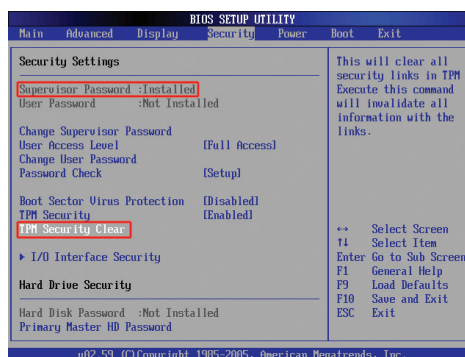 BIOS SETUP UTILITY
Main Advanced Display Security Power Boot Exit
Security Settings
Supervisor Password :Installed
User Password :Not Installed
Change Supervisor Password
User Access Level [Full Access]
Change User Password
Password Check [Setup]
Boot Sector Virus Protection [Disabled]
TPM Security [Enabled]
TPM Security Clear
▶ I/O Interface Security
Hard Drive Security
Hard Disk Password :Not Installed
Primary Master HD Password
This will clear all
security links in TPM
Execute this command
will invalidate all
information with the
links.
↔ Select Screen
↑↓ Select Item
Enter Go to Sub Screen
F1 General Help
F9 Load Defaults
F10 Save and Exit
ESC Exit
v02.59 (C)Copyright 1985-2005, American Megatrends, Inc.